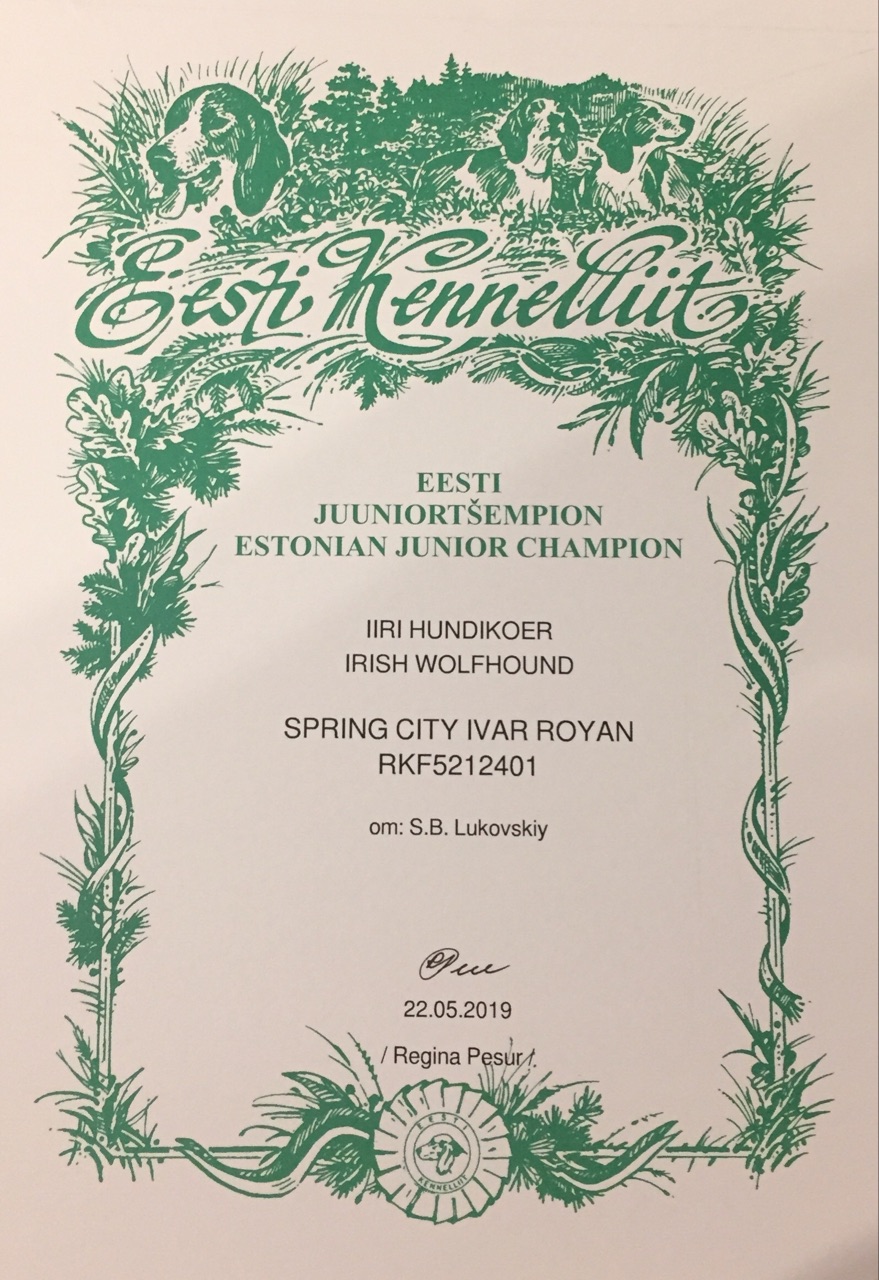 Eesti Kennelliit
EESTI
JUUNIORTŠEMPION
ESTONIAN JUNIOR CHAMPION
IIRI HUNDIKOER
IRISH WOLFHOUND
SPRING CITY IVAR ROYAN
RKF5212401
om: S.B. Lukovskiy
22.05.2019
/ Regina Pesur /
EESTI
KENNELLIIT